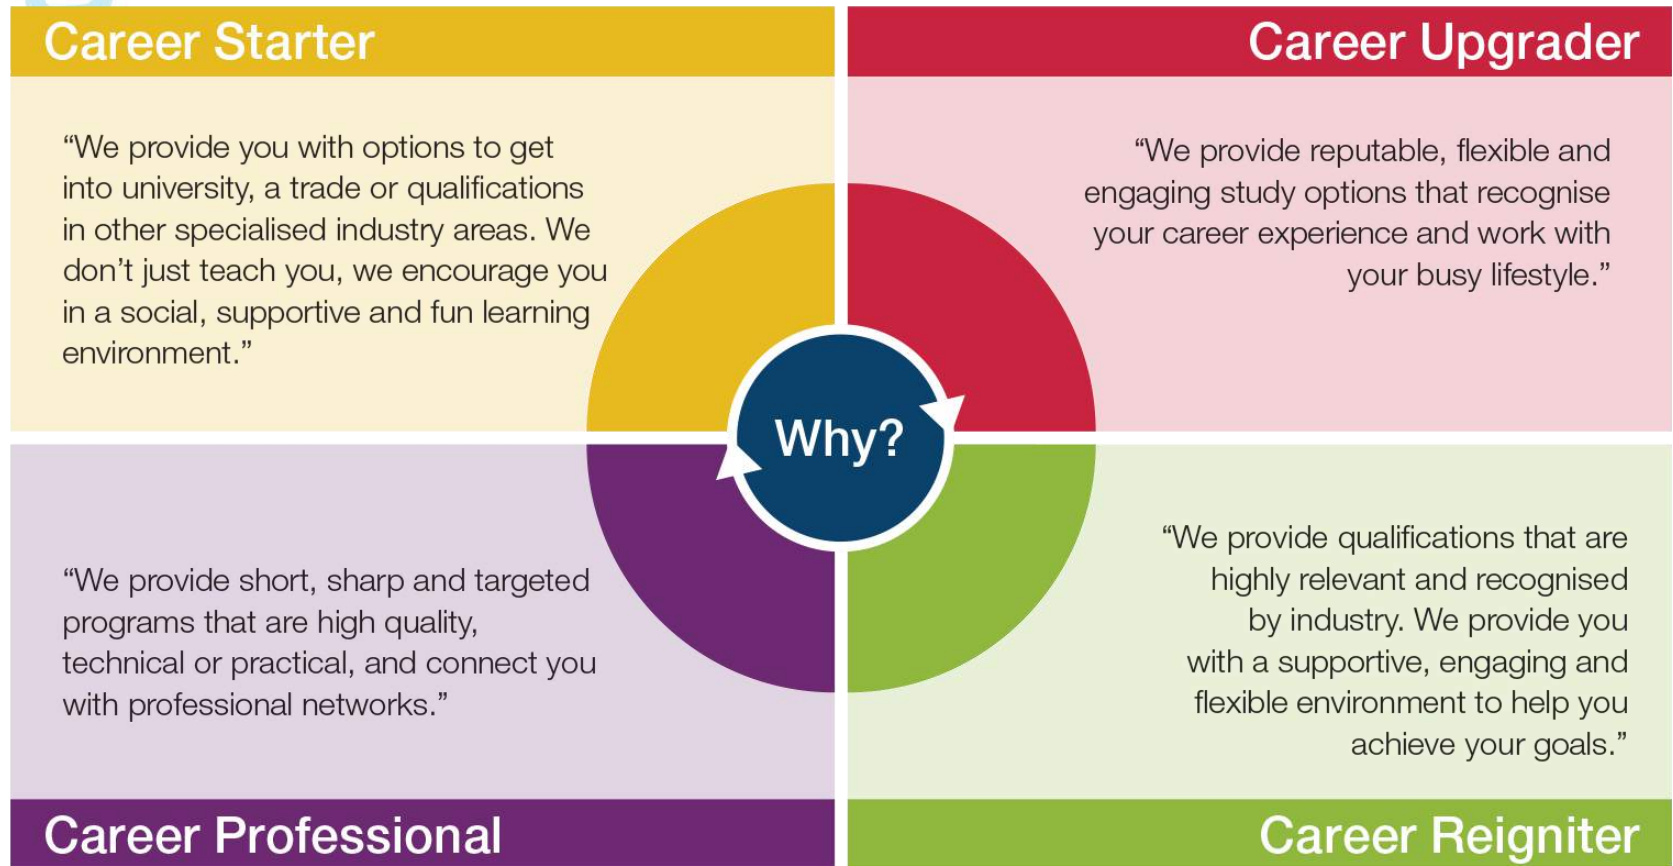 Career Starter
“We provide you with options to get
into university, a trade or qualifications
in other specialised industry areas. We
don’t just teach you, we encourage you
in a social, supportive and fun learning
environment.”
Career Upgrader
“We provide reputable, flexible and
engaging study options that recognise
your career experience and work with
your busy lifestyle.”
Why?
“We provide short, sharp and targeted
programs that are high quality,
technical or practical, and connect you
with professional networks.”
Career Professional
“We provide qualifications that are
highly relevant and recognised
by industry. We provide you
with a supportive, engaging and
flexible environment to help you
achieve your goals.”
Career Reigniter